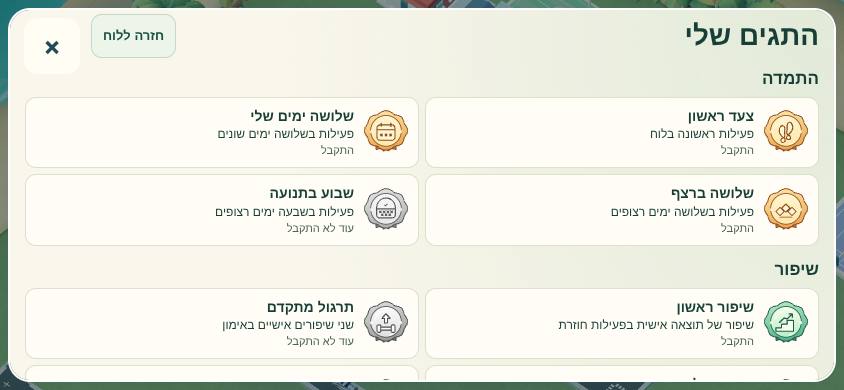 התגים שלי
חזרה ללוח
×
התמדה
צעד ראשון
פעילות ראשונה בלוח
התקבל
שלושה ימים שלי
פעילות בשלושה ימים שונים
התקבל
שלושה ברצף
פעילות בשלושה ימים רצופים
התקבל
שבוע בתנועה
פעילות בשבעה ימים רצופים
עוד לא התקבל
שיפור
שיפור ראשון
שיפור של תוצאה אישית בפעילות חוזרת
התקבל
תרגול מתקדם
שני שיפורים אישיים באימון
עוד לא התקבל